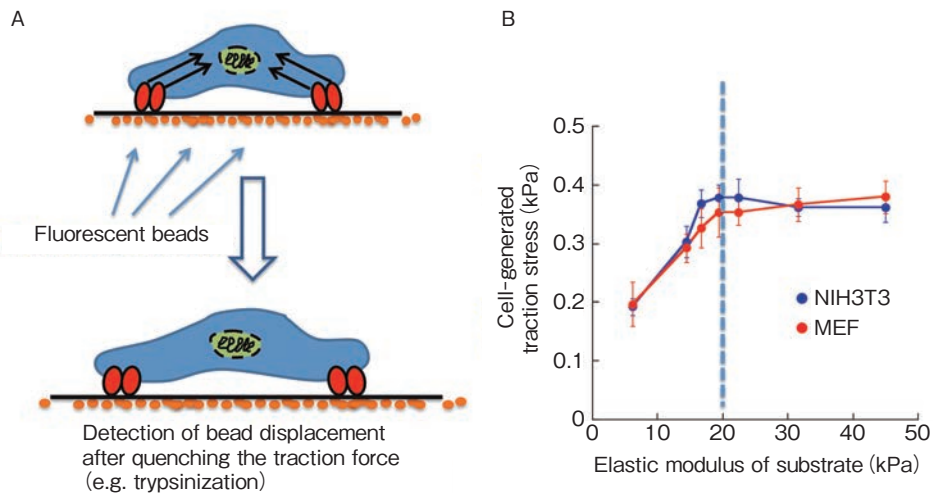 A
Fluorescent beads
Detection of bead displacement
after quenching the traction force
(e.g. trypsinization)
B
Cell-generated
traction stress (kPa)
0.5
0.4
0.3
0.2
0.1
0
NIH3T3
MEF
0 10 20 30 40 50
Elastic modulus of substrate (kPa)